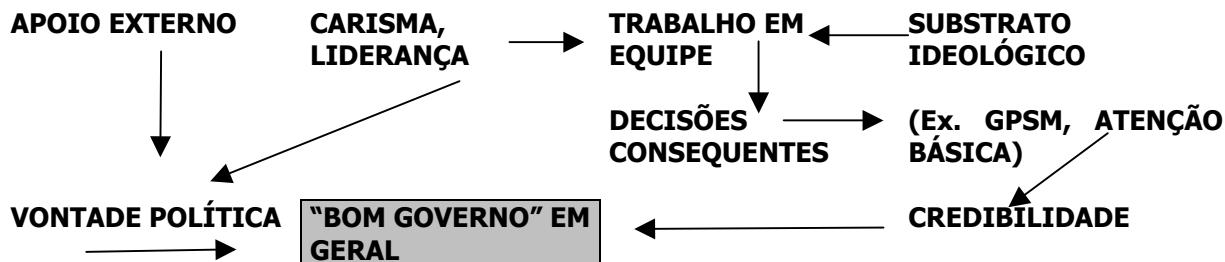 APOIO EXTERNO
CARISMA,
LIDERANÇA
TRABALHO EM
EQUIPE
SUBSTRATO
IDEOLÓGICO
DECISÕES
CONSEQUENTES
(Ex. GPSM, ATENÇÃO
BÁSICA)
VONTADE POLÍTICA
“BOM GOVERNO” EM
GERAL
CREDIBILIDADE